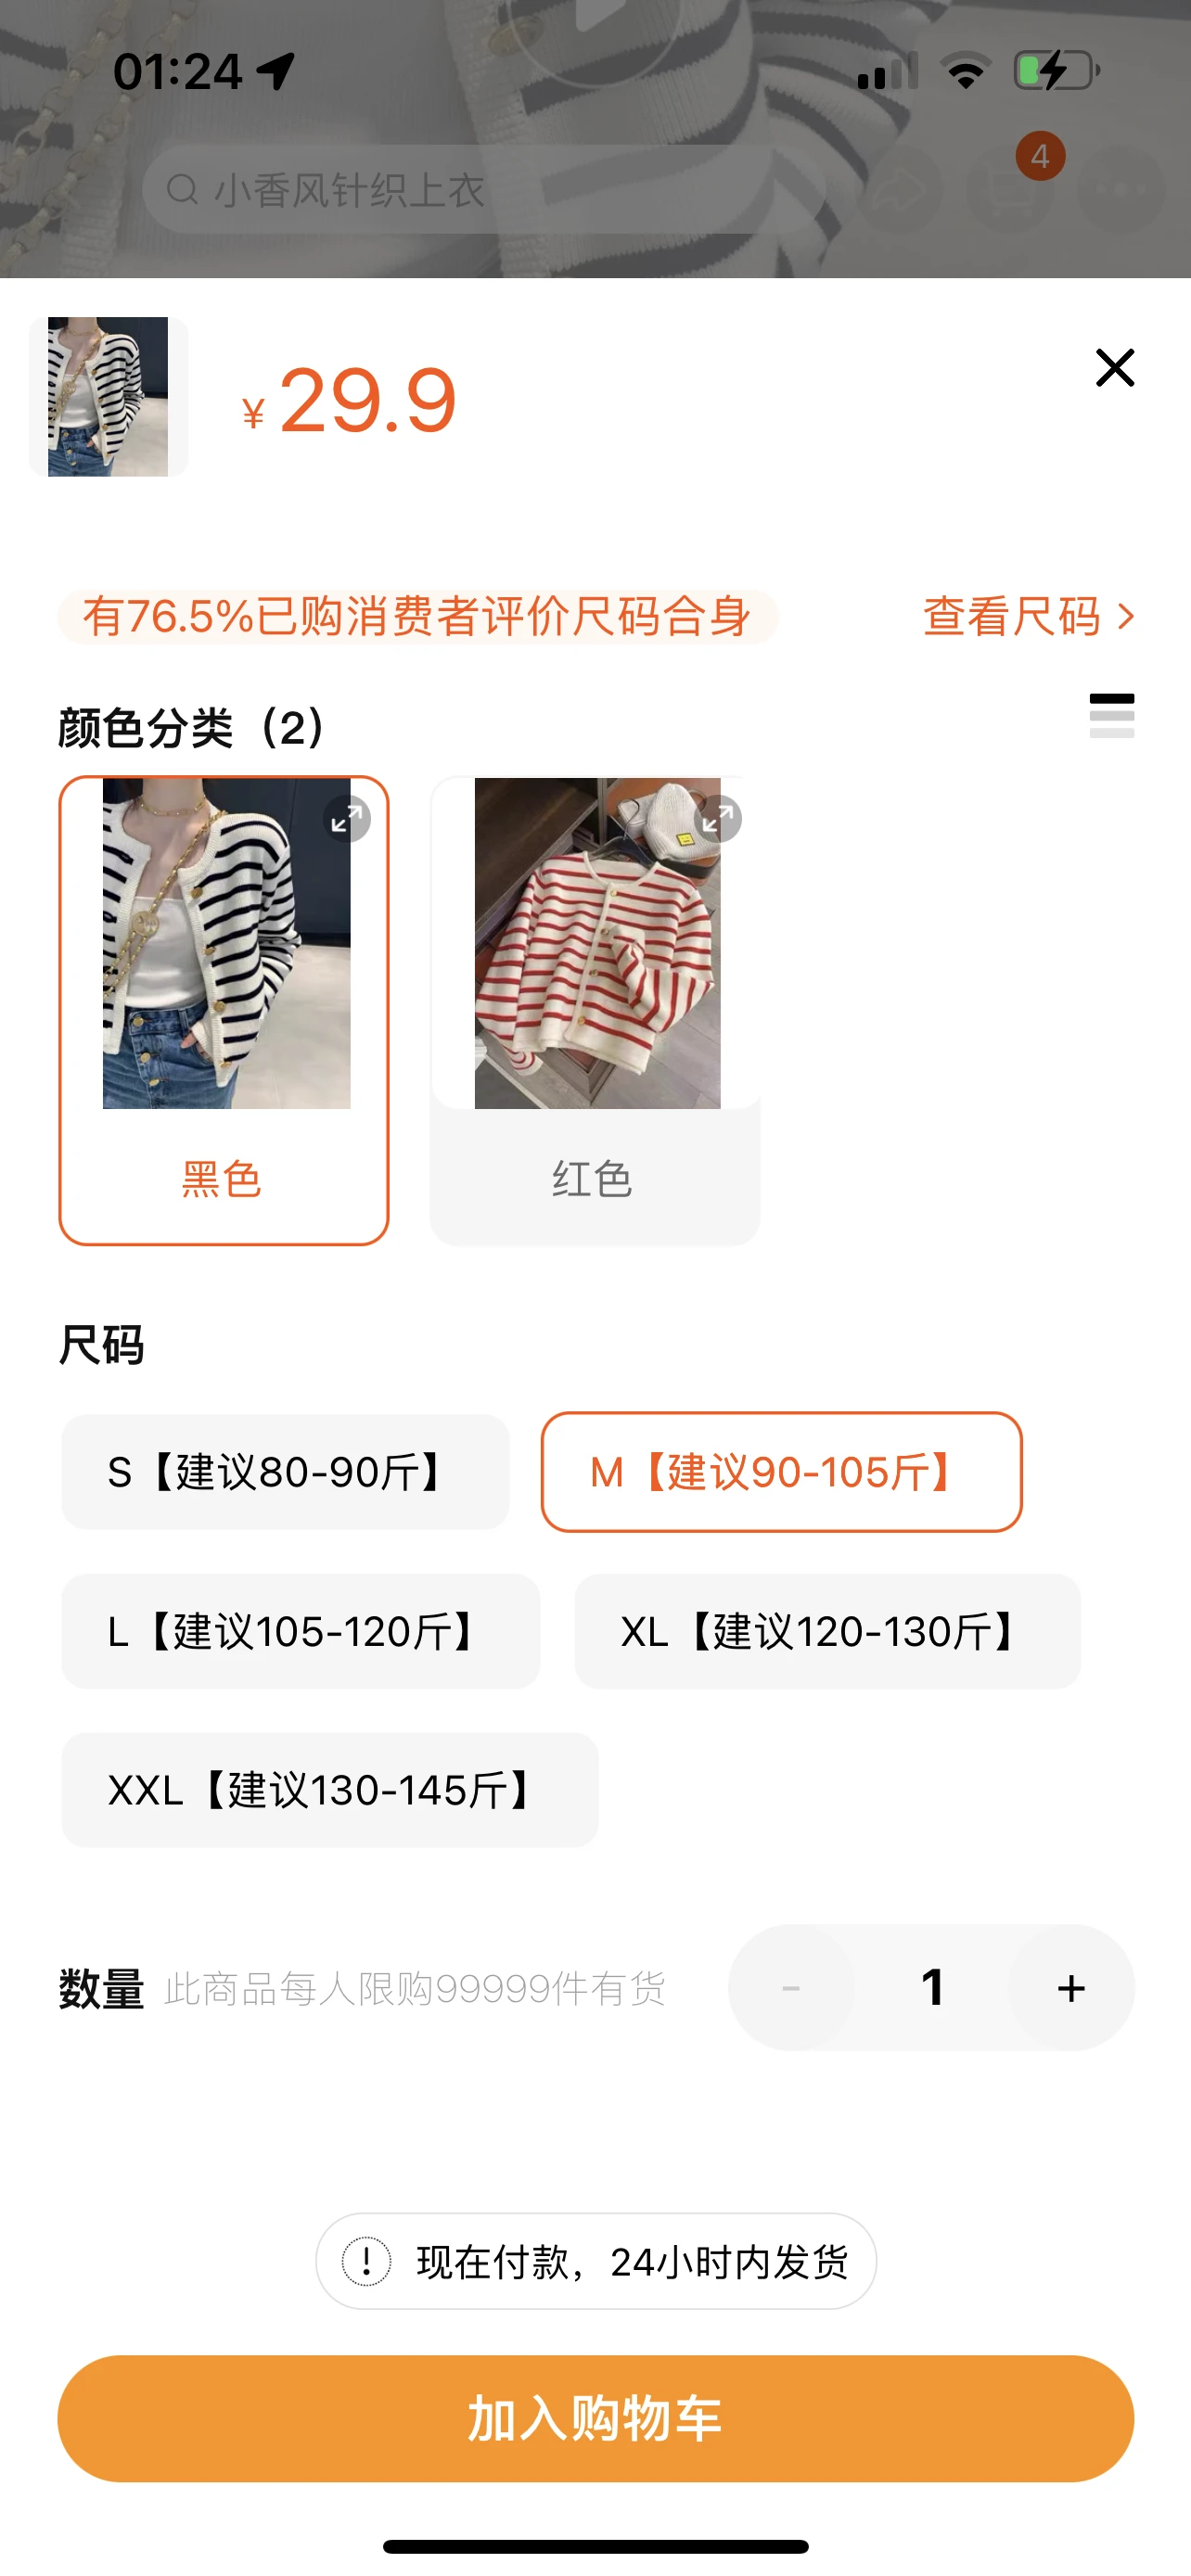 01:24
小香风针织上衣
4
¥29.9
有76.5%已购消费者评价尺码合身
查看尺码
颜色分类（2）
黑色
红色
尺码
S【建议80-90斤】
M【建议90-105斤】
L【建议105-120斤】
XL【建议120-130斤】
XXL【建议130-145斤】
数量 此商品每人限购99999件有货
- 1 +
现在付款，24小时内发货
加入购物车